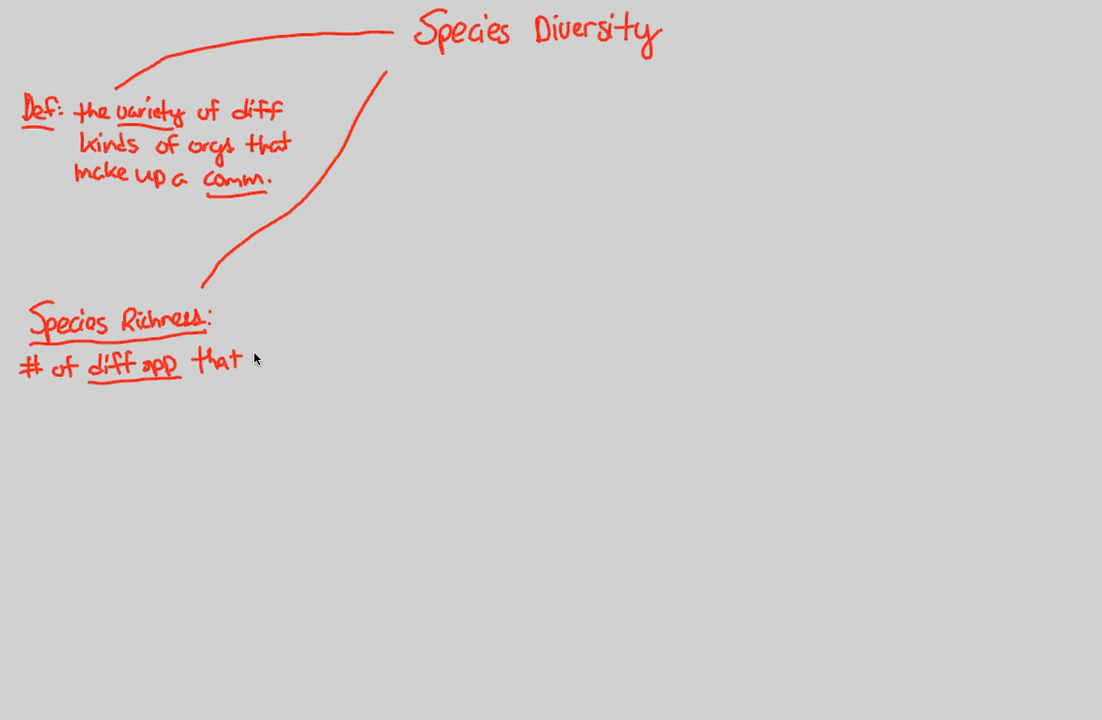 Species Diversity
Def: the variety of diff
kinds of orgs that
make up a comm.
Species Richness:
# of diff spp that